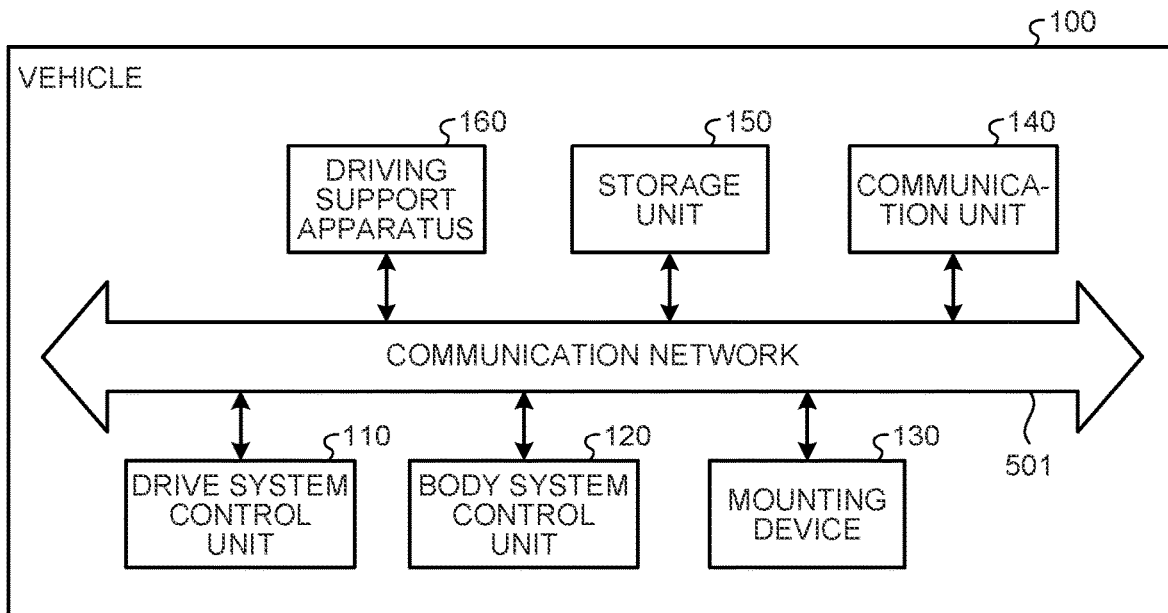 100
VEHICLE
160
DRIVING
SUPPORT
APPARATUS
150
STORAGE
UNIT
140
COMMUNICA-
TION UNIT
COMMUNICATION NETWORK
501
110
DRIVE SYSTEM
CONTROL
UNIT
120
BODY SYSTEM
CONTROL
UNIT
130
MOUNTING
DEVICE